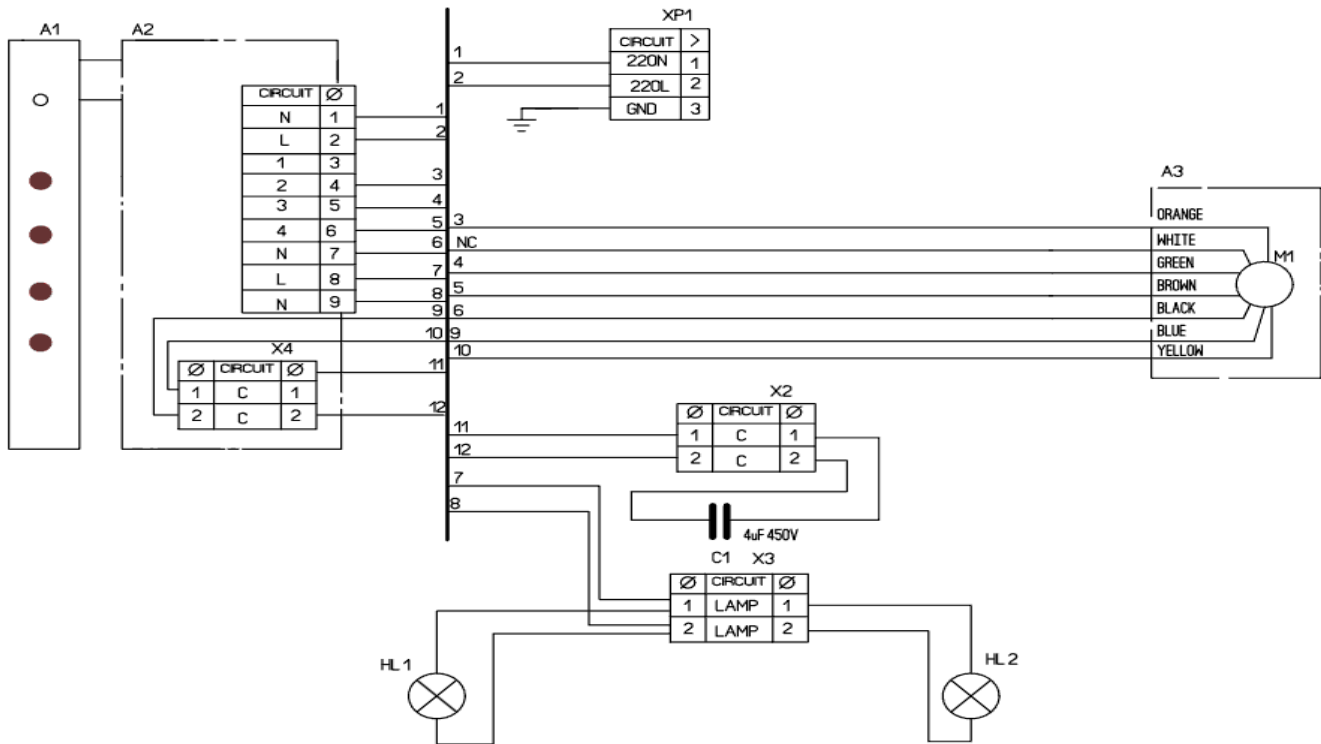 A1
A2
XP1
CIRCUIT >
220N 1
220L 2
GND 3
1
2
CIRCUIT Ø
N 1
L 2
1 3
2 4
3 5
4 6
N 7
L 8
N 9
1
2
3
4
5
6
7
8
9
10
11
12
3
NC
4
5
6
9
10
A3
ORANGE
WHITE
GREEN
BROWN
BLACK
BLUE
YELLOW
M1
X4
Ø CIRCUIT Ø
1 C 1
2 C 2
X2
Ø CIRCUIT Ø
1 C 1
2 C 2
11
12
7
8
4uF 450V
C1
X3
Ø CIRCUIT Ø
1 LAMP 1
2 LAMP 2
HL1
HL2